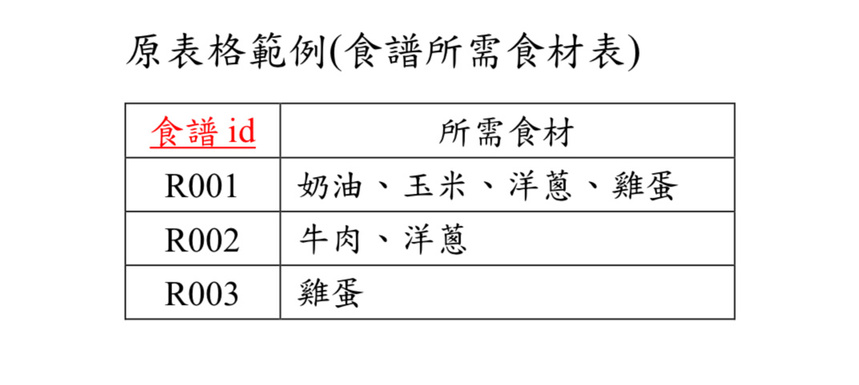 原表格範例(食譜所需食材表)
食譜 id 所需食材
R001 奶油、玉米、洋蔥、雞蛋
R002 牛肉、洋蔥
R003 雞蛋